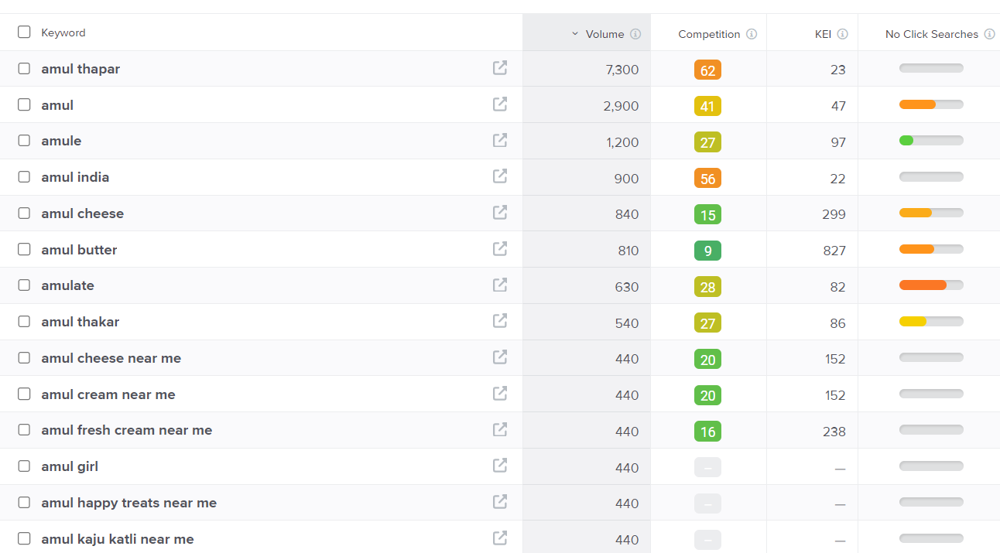 Keyword Volume Competition KEI No Click Searches
amul thapar 7,300 62 23
amul 2,900 41 47
amule 1,200 27 97
amul india 900 56 22
amul cheese 840 15 299
amul butter 810 9 827
amulate 630 28 82
amul thakar 540 27 86
amul cheese near me 440 20 152
amul cream near me 440 20 152
amul fresh cream near me 440 16 238
amul girl 440 – —
amul happy treats near me 440 – —
amul kaju katli near me 440 – —